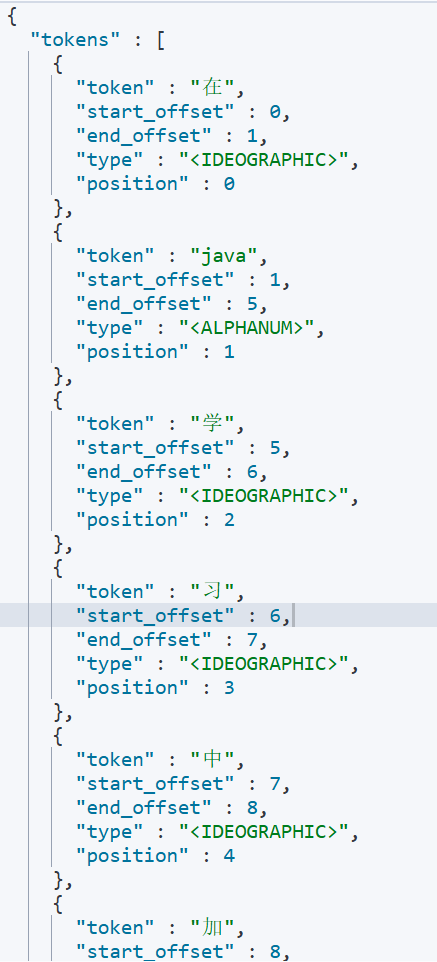 {
"tokens" : [
{
"token" : "在",
"start_offset" : 0,
"end_offset" : 1,
"type" : "<IDEOGRAPHIC>",
"position" : 0
},
{
"token" : "java",
"start_offset" : 1,
"end_offset" : 5,
"type" : "<ALPHANUM>",
"position" : 1
},
{
"token" : "学",
"start_offset" : 5,
"end_offset" : 6,
"type" : "<IDEOGRAPHIC>",
"position" : 2
},
{
"token" : "习",
"start_offset" : 6,
"end_offset" : 7,
"type" : "<IDEOGRAPHIC>",
"position" : 3
},
{
"token" : "中",
"start_offset" : 7,
"end_offset" : 8,
"type" : "<IDEOGRAPHIC>",
"position" : 4
},
{
"token" : "加",
"start_offset" : 8,